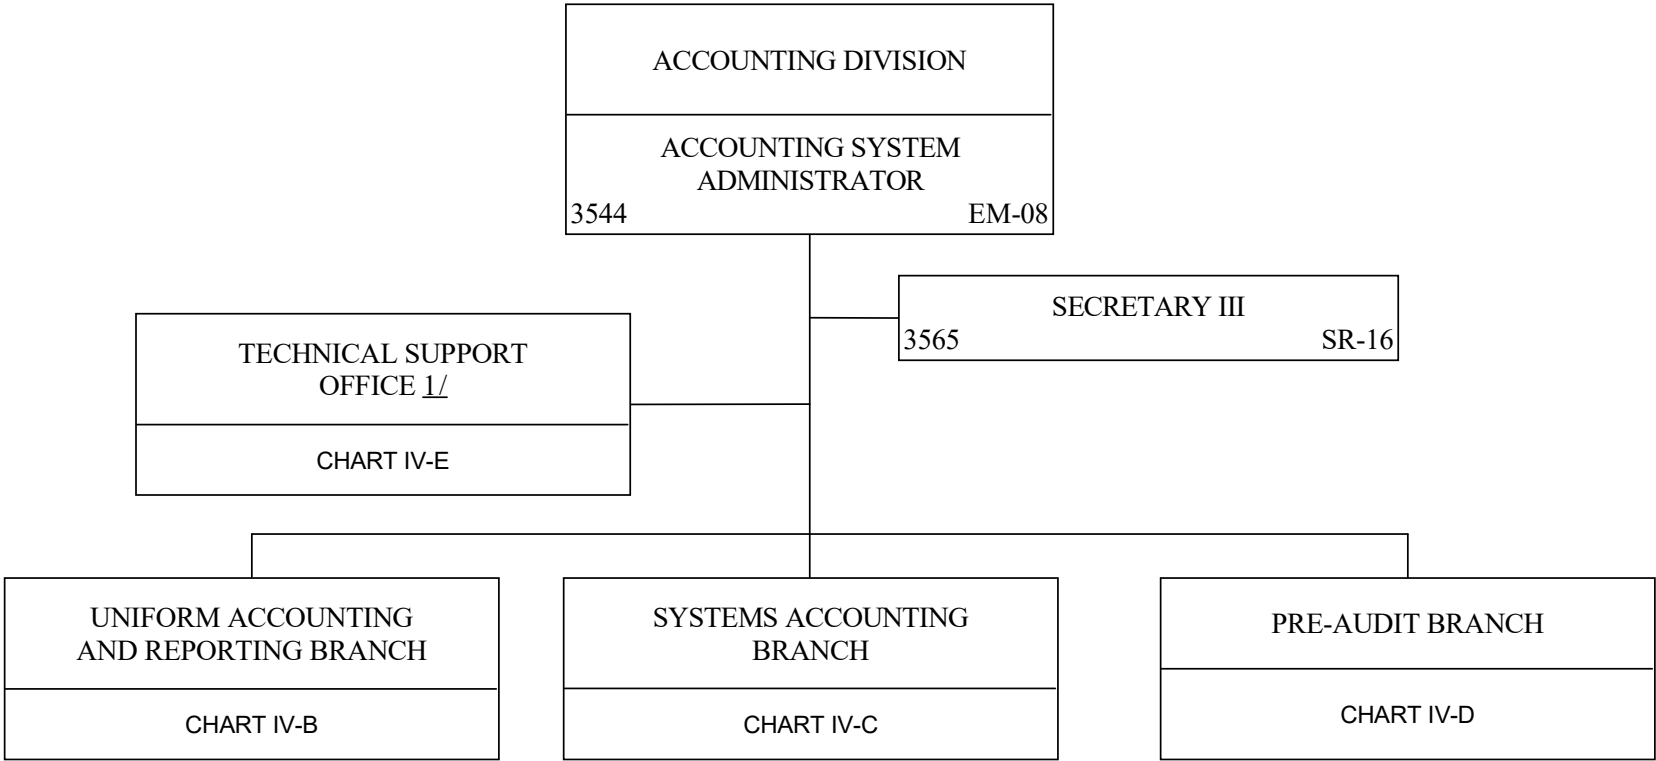 ACCOUNTING DIVISION
ACCOUNTING SYSTEM
ADMINISTRATOR
3544 EM-08
SECRETARY III
3565 SR-16
TECHNICAL SUPPORT
OFFICE 1/
CHART IV-E
UNIFORM ACCOUNTING
AND REPORTING BRANCH
CHART IV-B
SYSTEMS ACCOUNTING
BRANCH
CHART IV-C
PRE-AUDIT BRANCH
CHART IV-D